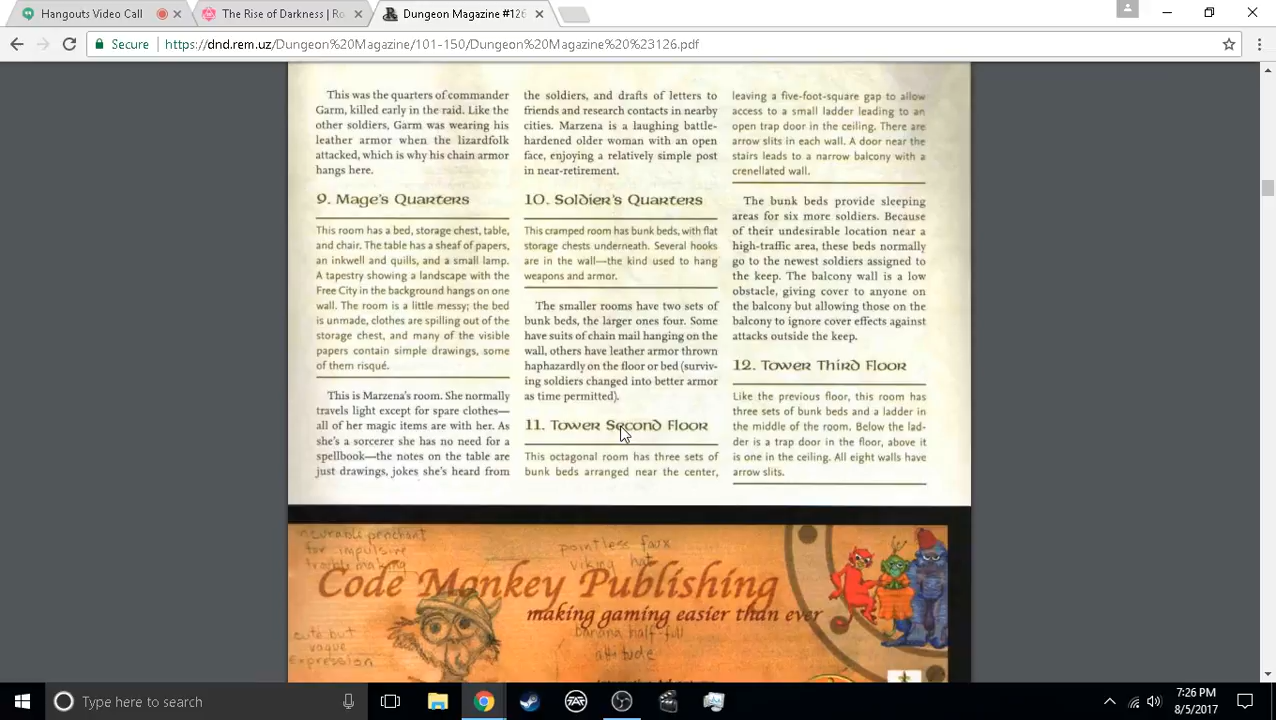 Hangouts Video Call
The Rise of Darkness | Ro
Dungeon Magazine #126
Secure
https://dnd.rem.uz/Dungeon%20Magazine/101-150/Dungeon%20Magazine%20%23126.pdf
This was the quarters of commander
Garm, killed early in the raid. Like the
other soldiers, Garm was wearing his
leather armor when the lizardfolk
attacked, which is why his chain armor
hangs here.
9. Mage's Quarters
This room has a bed, storage chest, table,
and chair. The table has a sheaf of papers,
an inkwell and quills, and a small lamp.
A tapestry showing a landscape with the
Free City in the background hangs on one
wall. The room is a little messy; the bed
is unmade, clothes are spilling out of the
storage chest, and many of the visible
papers contain simple drawings, some
of them risqué.
This is Marzena's room. She normally
travels light except for spare clothes—
all of her magic items are with her. As
she's a sorcerer she has no need for a
spellbook—the notes on the table are
just drawings, jokes she's heard from
the soldiers, and drafts of letters to
friends and research contacts in nearby
cities. Marzena is a laughing battle-
hardened older woman with an open
face, enjoying a relatively simple post
in near-retirement.
10. Soldier's Quarters
This cramped room has bunk beds, with flat
storage chests underneath. Several hooks
are in the wall—the kind used to hang
weapons and armor.
The smaller rooms have two sets of
bunk beds, the larger ones four. Some
have suits of chain mail hanging on the
wall, others have leather armor thrown
haphazardly on the floor or bed (surviv-
ing soldiers changed into better armor
as time permitted).
11. Tower Second Floor
This octagonal room has three sets of
bunk beds arranged near the center,
leaving a five-foot-square gap to allow
access to a small ladder leading to an
open trap door in the ceiling. There are
arrow slits in each wall. A door near the
stairs leads to a narrow balcony with a
crenellated wall.
The bunk beds provide sleeping
areas for six more soldiers. Because
of their undesirable location near a
high-traffic area, these beds normally
go to the newest soldiers assigned to
the keep. The balcony wall is a low
obstacle, giving cover to anyone on
the balcony but allowing those on the
balcony to ignore cover effects against
attacks outside the keep.
12. Tower Third Floor
Like the previous floor, this room has
three sets of bunk beds and a ladder in
the middle of the room. Below the lad-
der is a trap door in the floor, above it
is one in the ceiling. All eight walls have
arrow slits.
incurable penchant
for impulsive
trouble making
pointless faux
viking hat
Code Monkey Publishing
making gaming easier than ever
cute but
vague
expression
banana half-full
attitude
Type here to search
7:26 PM
8/5/2017